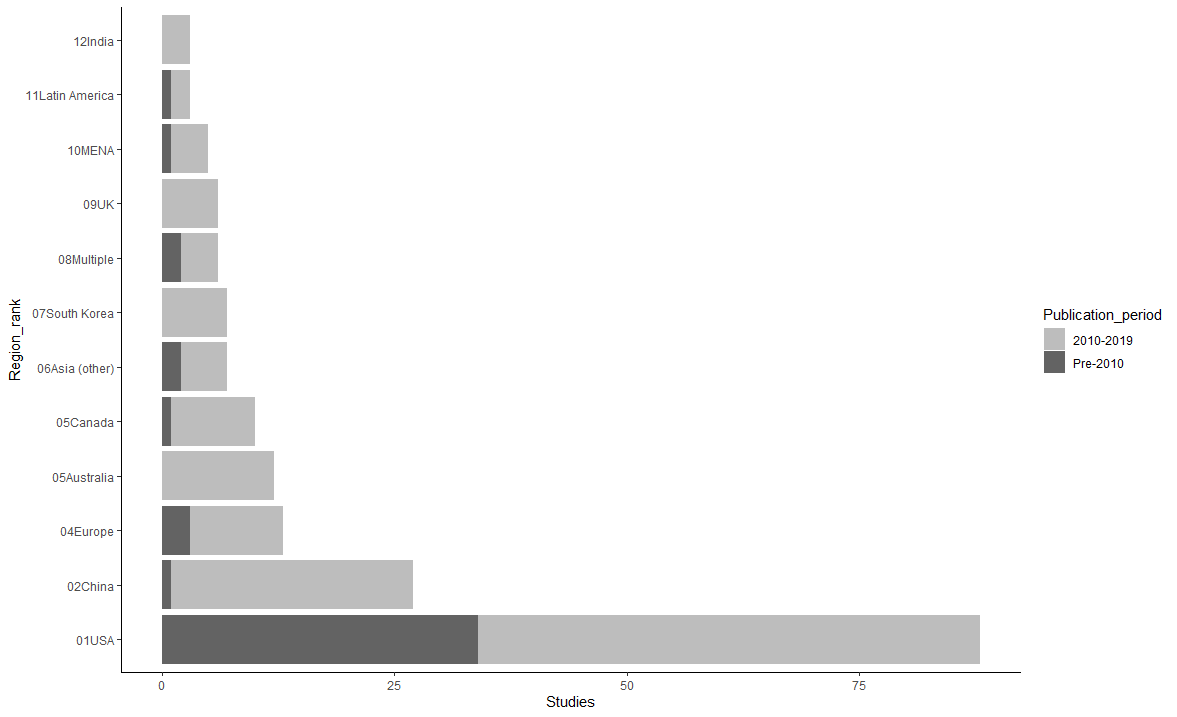 12India
11Latin America
10MENA
09UK
08Multiple
07South Korea
06Asia (other)
05Canada
05Australia
04Europe
02China
01USA
Region_rank
0
25
50
75
Studies
Publication_period
2010-2019
Pre-2010